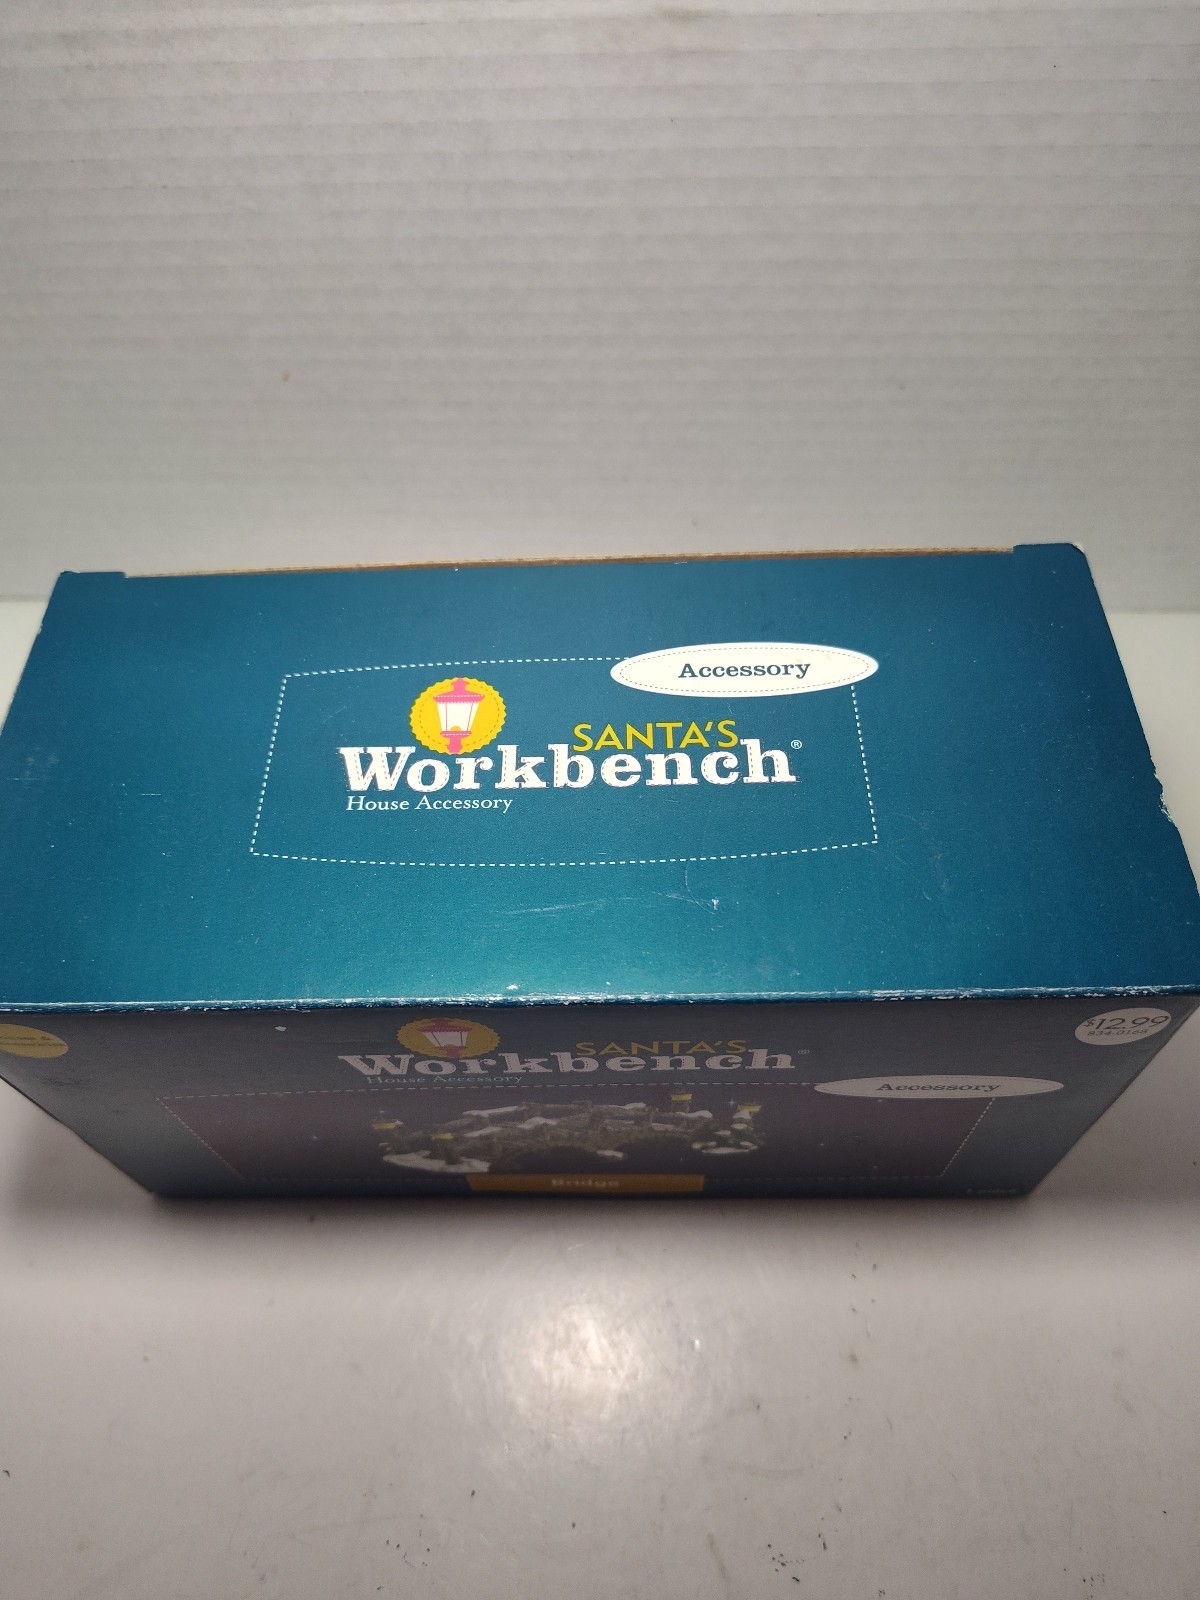 Accessory
SANTA'S
Workbench®
House Accessory
$12.99
SANTA'S
Workbench®
House Accessory
Accessory
Bridge